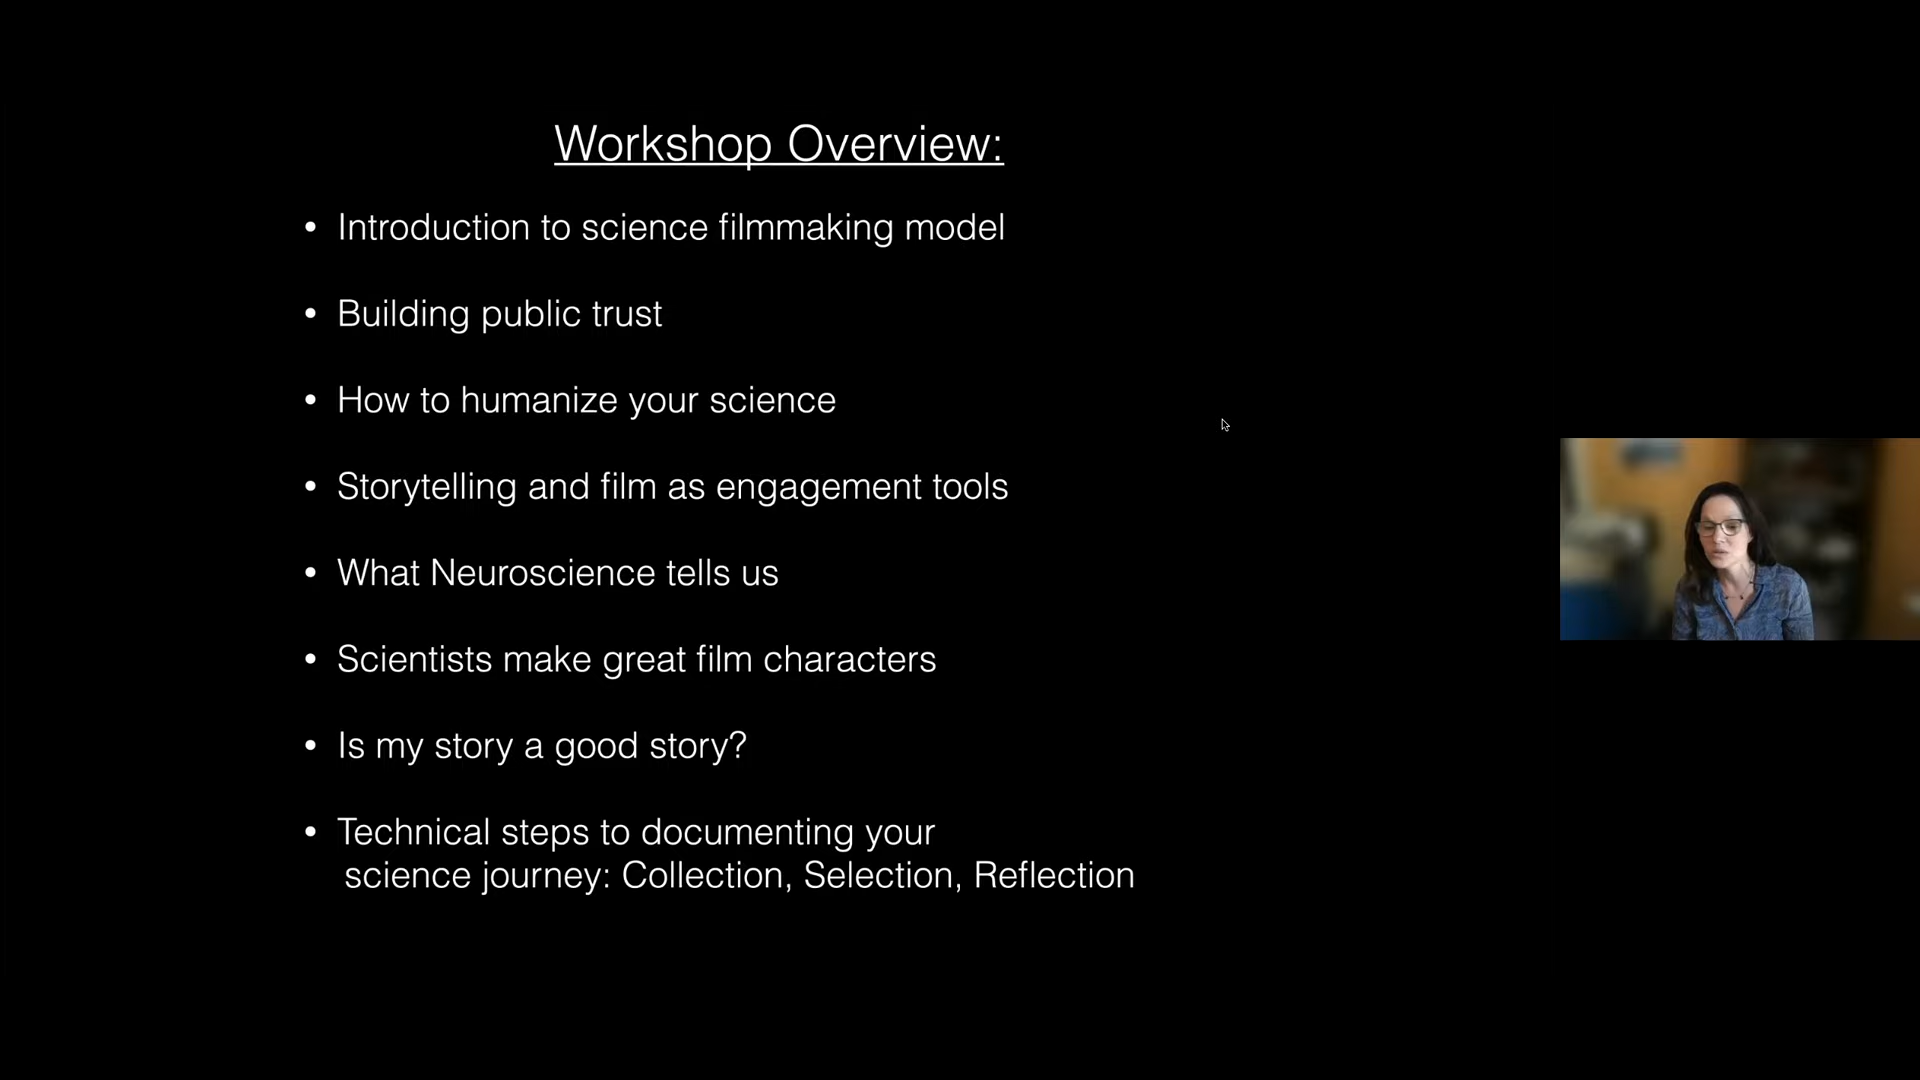 Workshop Overview:
• Introduction to science filmmaking model
• Building public trust
• How to humanize your science
• Storytelling and film as engagement tools
• What Neuroscience tells us
• Scientists make great film characters
• Is my story a good story?
• Technical steps to documenting your
science journey: Collection, Selection, Reflection